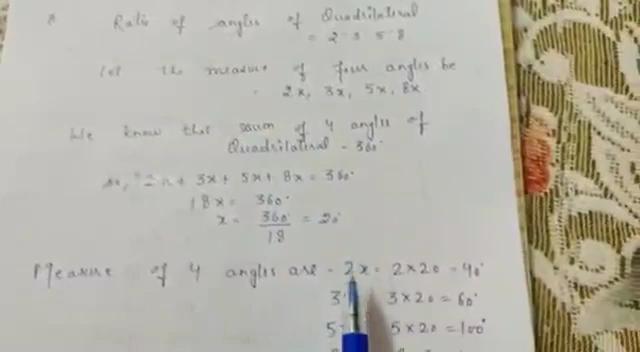 Ratio of angles of Quadrilateral
= 2 : 3 : 5 : 8
Let the measure of four angles be
2x, 3x, 5x, 8x
We know that sum of 4 angles of
Quadrilateral = 360°
2x + 3x + 5x + 8x = 360°
18x = 360°
x = 360° / 18 = 20°
Measure of 4 angles are = 2x = 2 × 20 = 40°
3 3 × 20 = 60°
5 5 × 20 = 100°